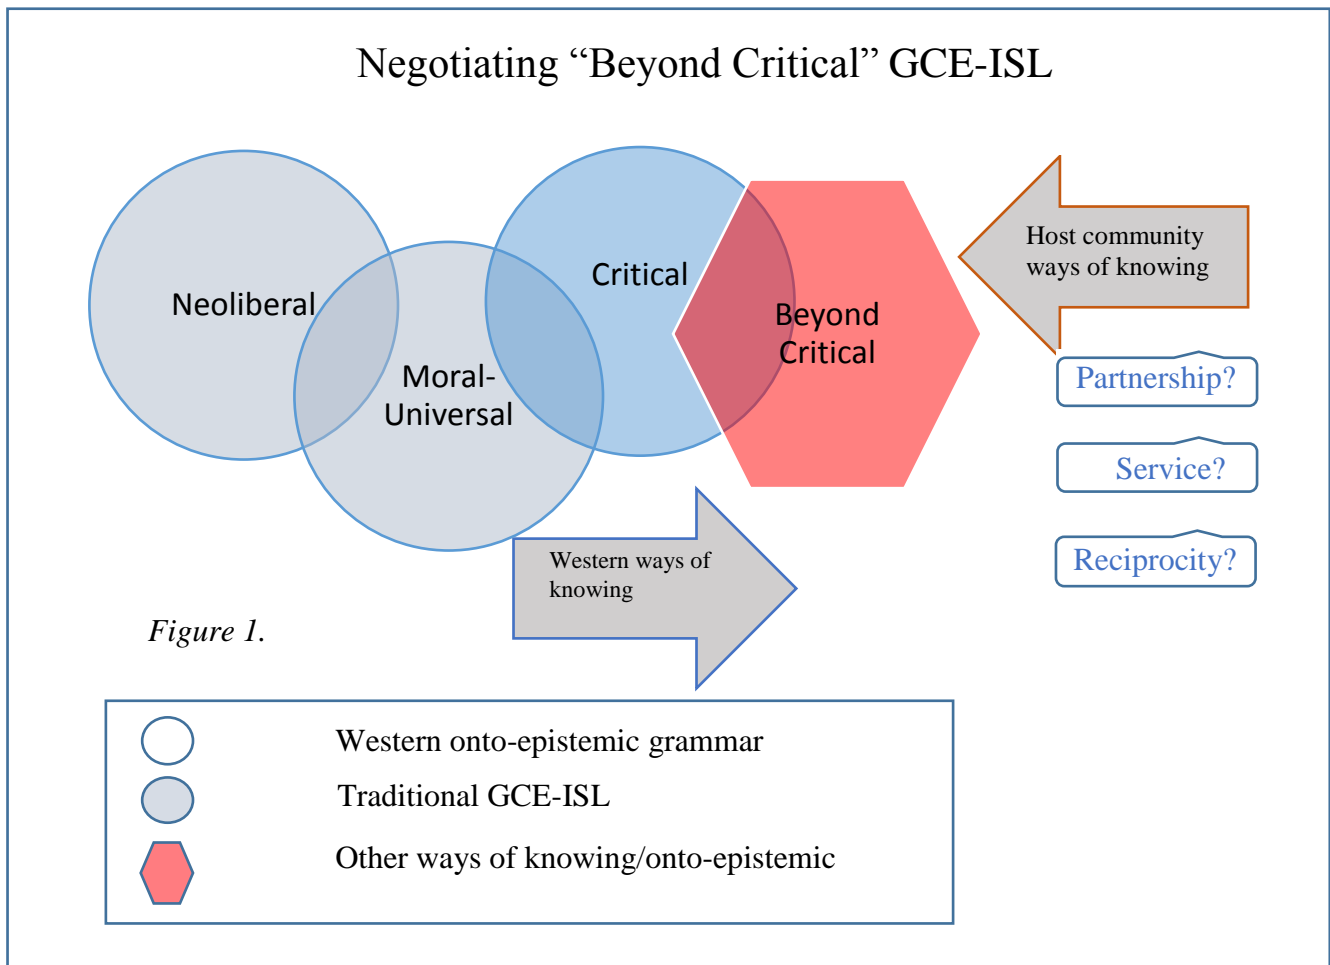 Negotiating “Beyond Critical” GCE-ISL
Neoliberal
Moral-
Universal
Critical
Beyond
Critical
Host community
ways of knowing
Partnership?
Service?
Reciprocity?
Western ways of
knowing
Figure 1.
Western onto-epistemic grammar
Traditional GCE-ISL
Other ways of knowing/onto-epistemic